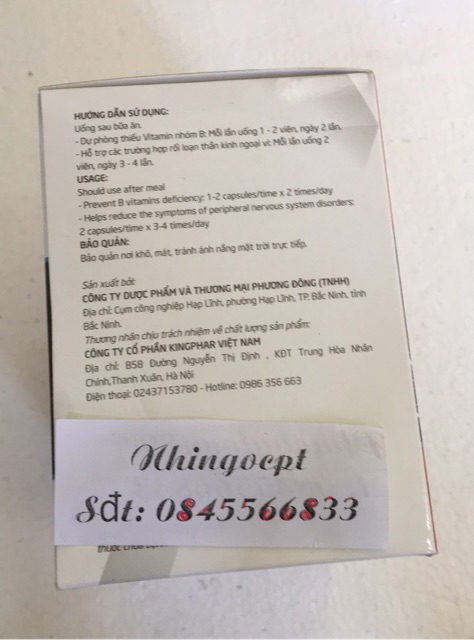 HƯỚNG DẪN SỬ DỤNG:
Uống sau bữa ăn.
- Dự phòng thiếu Vitamin nhóm B: Mỗi lần uống 1 - 2 viên, ngày 2 lần.
- Hỗ trợ các trường hợp rối loạn thần kinh ngoại vi: Mỗi lần uống 2
viên, ngày 3 - 4 lần.
USAGE:
Should use after meal
- Prevent B vitamins deficiency: 1-2 capsules/time x 2 times/day
- Helps reduce the symptoms of peripheral nervous system disorders:
2 capsules/time x 3-4 times/day
BẢO QUẢN:
Bảo quản nơi khô, mát, tránh ánh nắng mặt trời trực tiếp.
Sản xuất bởi:
CÔNG TY DƯỢC PHẨM VÀ THƯƠNG MẠI PHƯƠNG ĐÔNG (TNHH)
Địa chỉ: Cụm công nghiệp Hạp Lĩnh, phường Hạp Lĩnh, TP. Bắc Ninh, tỉnh
Bắc Ninh.
Thương nhân chịu trách nhiệm về chất lượng sản phẩm:
CÔNG TY CỔ PHẦN KINGPHAR VIỆT NAM
Địa chỉ: B5B Đường Nguyễn Thị Định , KĐT Trung Hòa Nhân
Chính,Thanh Xuân, Hà Nội
Điện thoại: 02437153780 - Hotline: 0986 356 663
Nhingocpt
Sđt: 0845566833